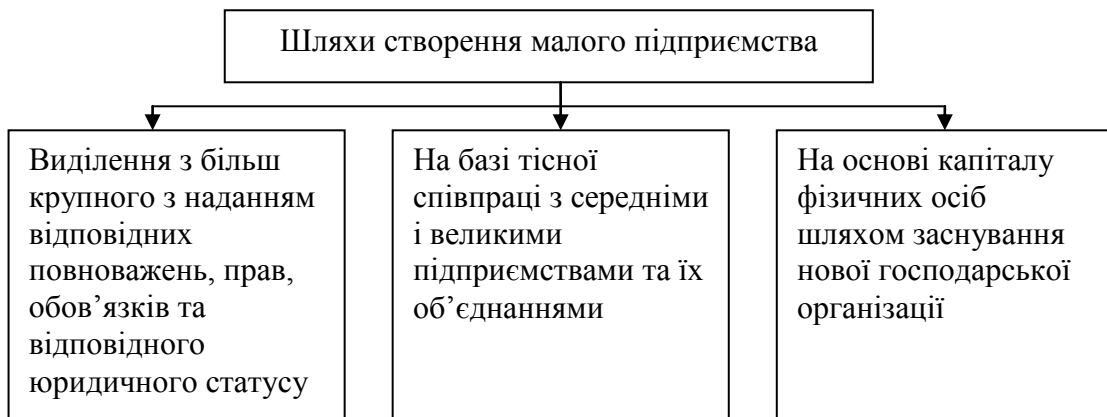 Шляхи створення малого підприємства
Виділення з більш
крупного з наданням
відповідних
повноважень, прав,
обов’язків та
відповідного
юридичного статусу
На базі тісної
співпраці з середніми
і великими
підприємствами та їх
об’єднаннями
На основі капіталу
фізичних осіб
шляхом заснування
нової господарської
організації